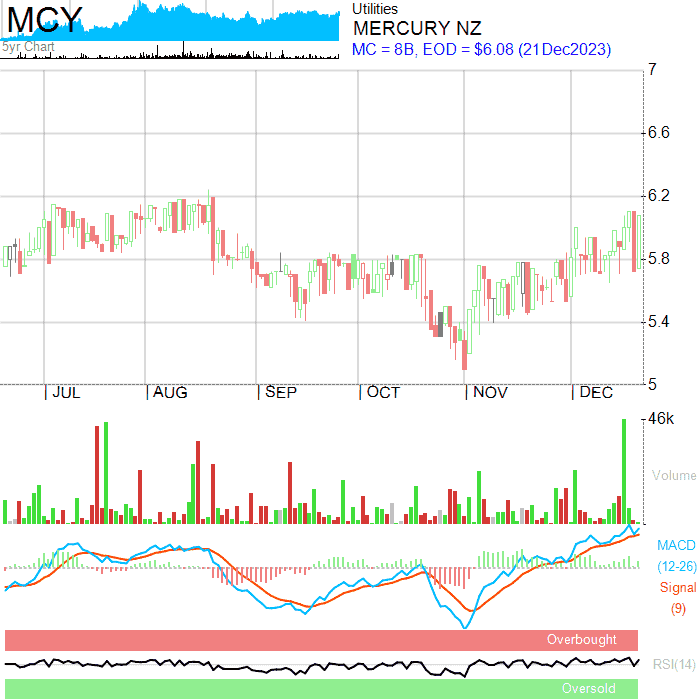 MCY
5yr Chart
Utilities
MERCURY NZ
MC = 8B, EOD = $6.08 (21Dec2023)
7
6.6
6.2
5.8
5.4
5
| JUL | AUG | SEP | OCT | NOV | DEC
46k
Volume
MACD
(12-26)
Signal
(9)
Overbought
RSI(14)
Oversold